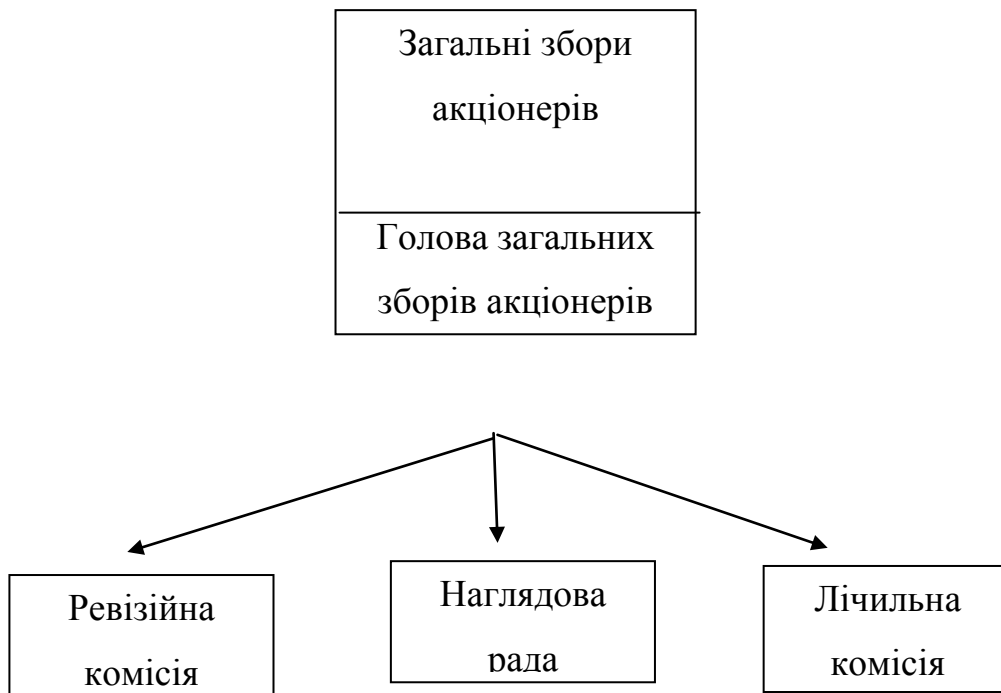 Загальні збори
акціонерів
Голова загальних
зборів акціонерів
Ревізійна
комісія
Наглядова
рада
Лічильна
комісія